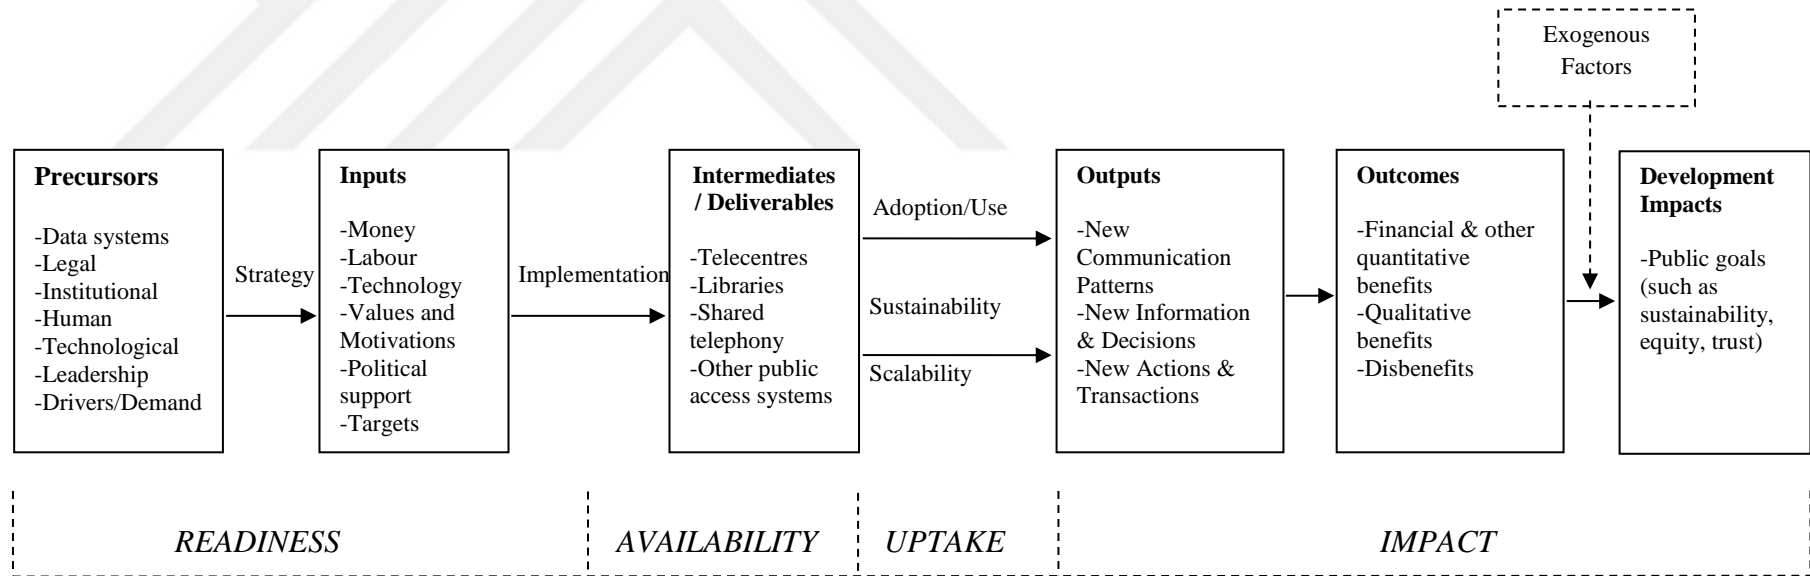 Exogenous
Factors
Precursors
-Data systems
-Legal
-Institutional
-Human
-Technological
-Leadership
-Drivers/Demand
Strategy
Inputs
-Money
-Labour
-Technology
-Values and
Motivations
-Political
support
-Targets
Implementation
Intermediates
/ Deliverables
-Telecentres
-Libraries
-Shared
telephony
-Other public
access systems
Adoption/Use
Sustainability
Scalability
Outputs
-New
Communication
Patterns
-New Information
& Decisions
-New Actions &
Transactions
Outcomes
-Financial & other
quantitative
benefits
-Qualitative
benefits
-Disbenefits
Development
Impacts
-Public goals
(such as
sustainability,
equity, trust)
READINESS
AVAILABILITY
UPTAKE
IMPACT